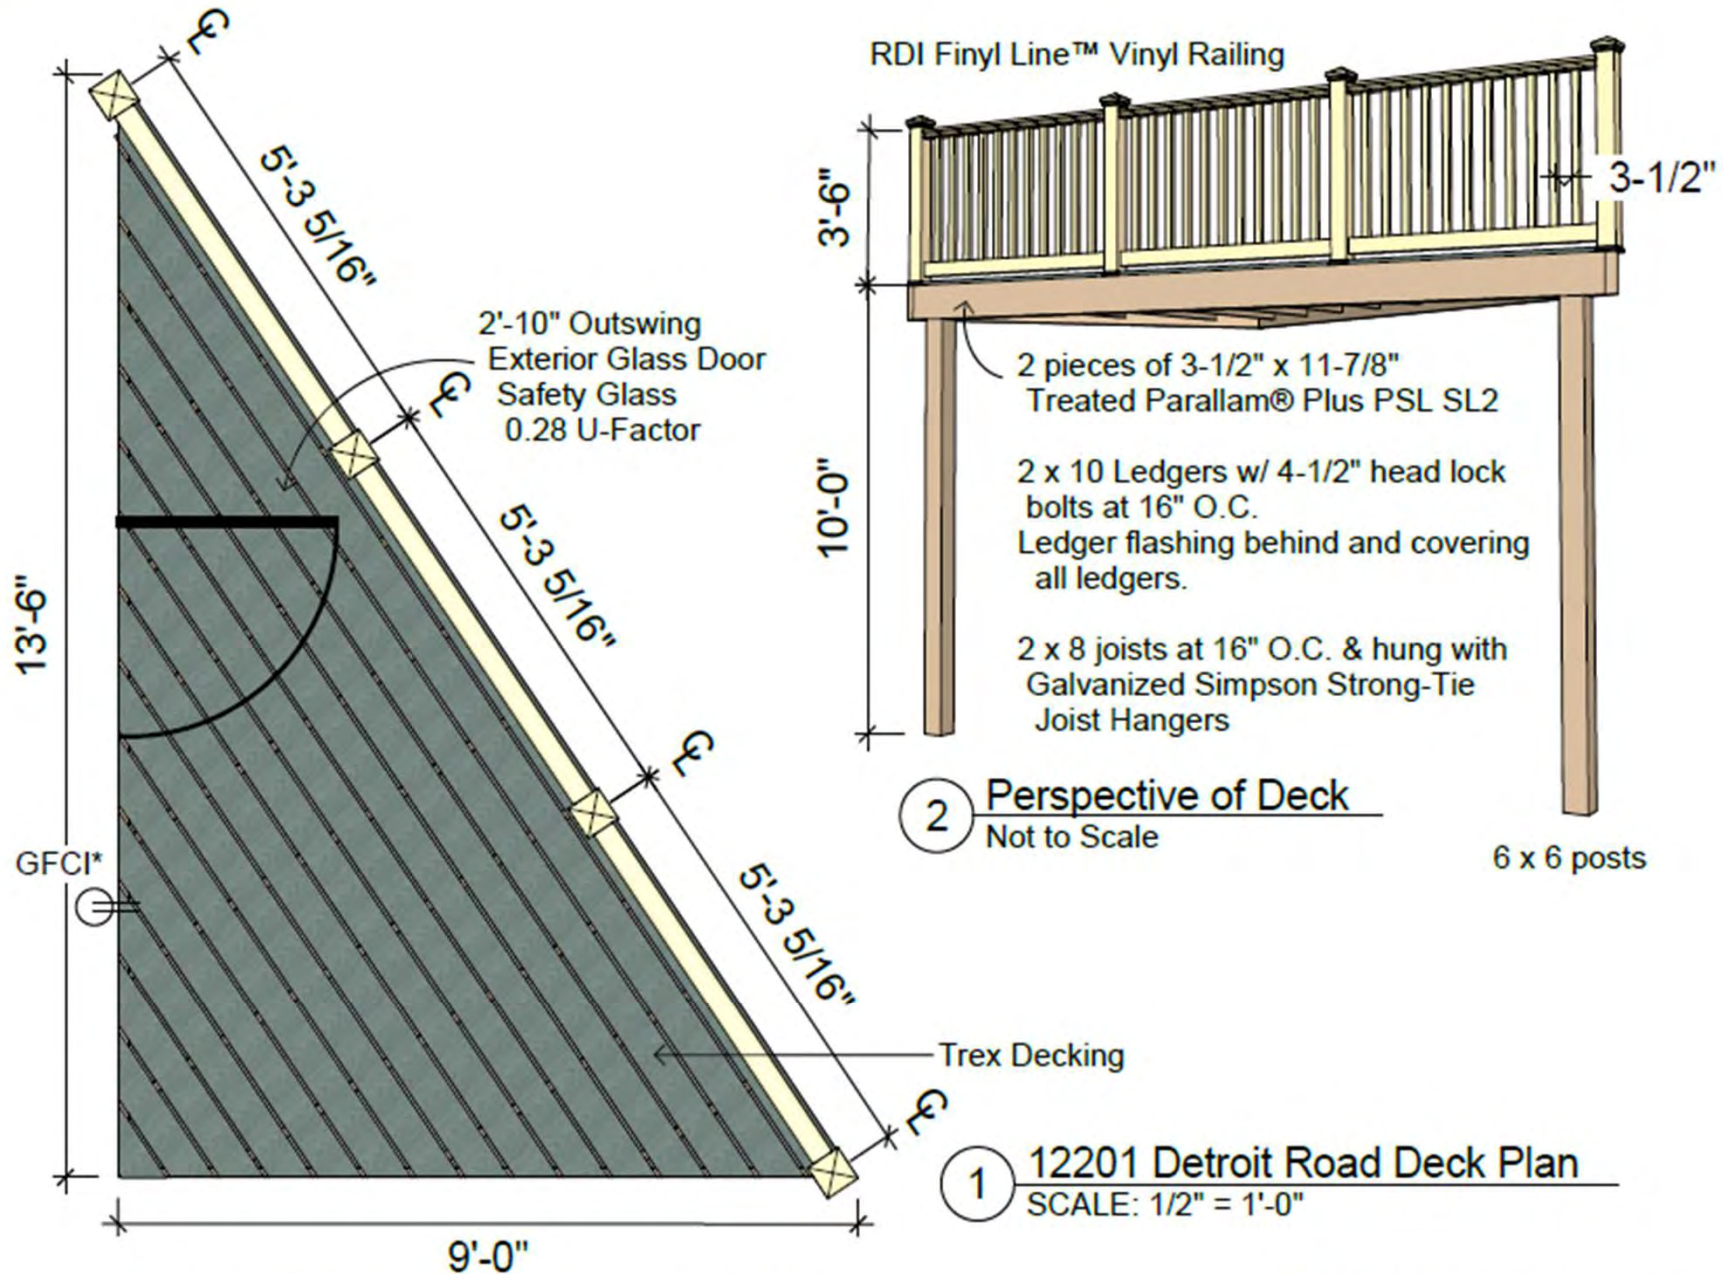 ℄
5'-3 5/16"
2'-10" Outswing
Exterior Glass Door
Safety Glass
0.28 U-Factor
℄
5'-3 5/16"
13'-6"
℄
GFCI*
5'-3 5/16"
Trex Decking
℄
9'-0"
1
12201 Detroit Road Deck Plan
SCALE: 1/2" = 1'-0"
RDI Finyl Line™ Vinyl Railing
3'-6"
3-1/2"
2 pieces of 3-1/2" x 11-7/8"
Treated Parallam® Plus PSL SL2
10'-0"
2 x 10 Ledgers w/ 4-1/2" head lock
bolts at 16" O.C.
Ledger flashing behind and covering
all ledgers.
2 x 8 joists at 16" O.C. & hung with
Galvanized Simpson Strong-Tie
Joist Hangers
2
Perspective of Deck
Not to Scale
6 x 6 posts